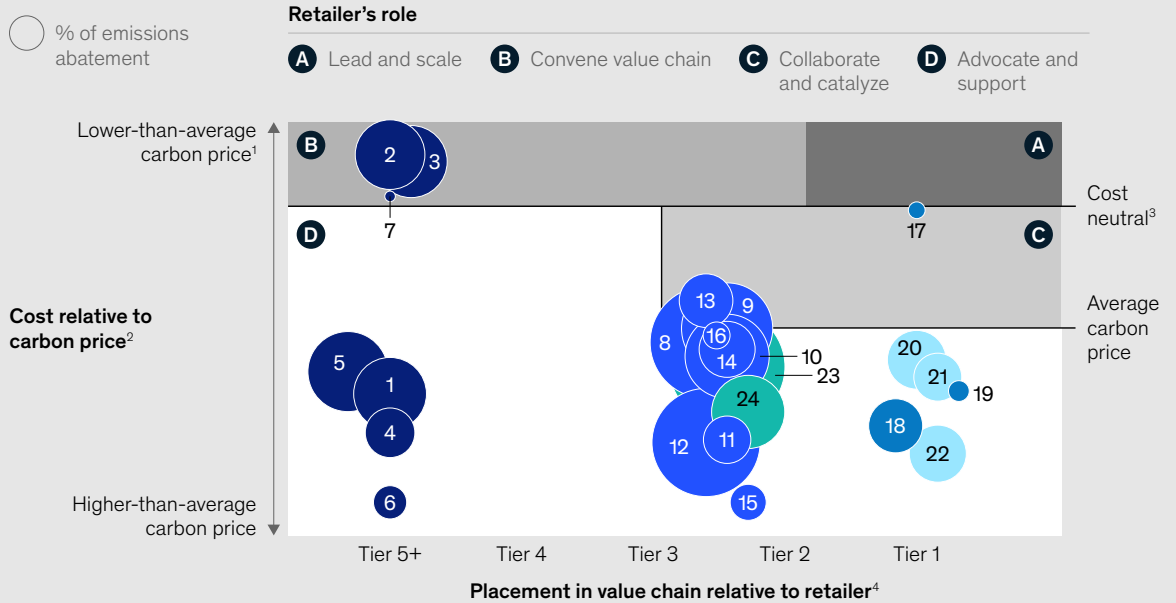 % of emissions
abatement
Retailer's role
A Lead and scale
B Convene value chain
C Collaborate
and catalyze
D Advocate and
support
Lower-than-average
carbon price¹
B
A
2
3
7
17
Cost
neutral³
D
C
Cost relative to
carbon price²
Average
carbon
price
13
9
8
16
14
10
23
5
1
4
24
12
11
20
21
19
18
22
6
15
Higher-than-average
carbon price
Tier 5+
Tier 4
Tier 3
Tier 2
Tier 1
Placement in value chain relative to retailer⁴